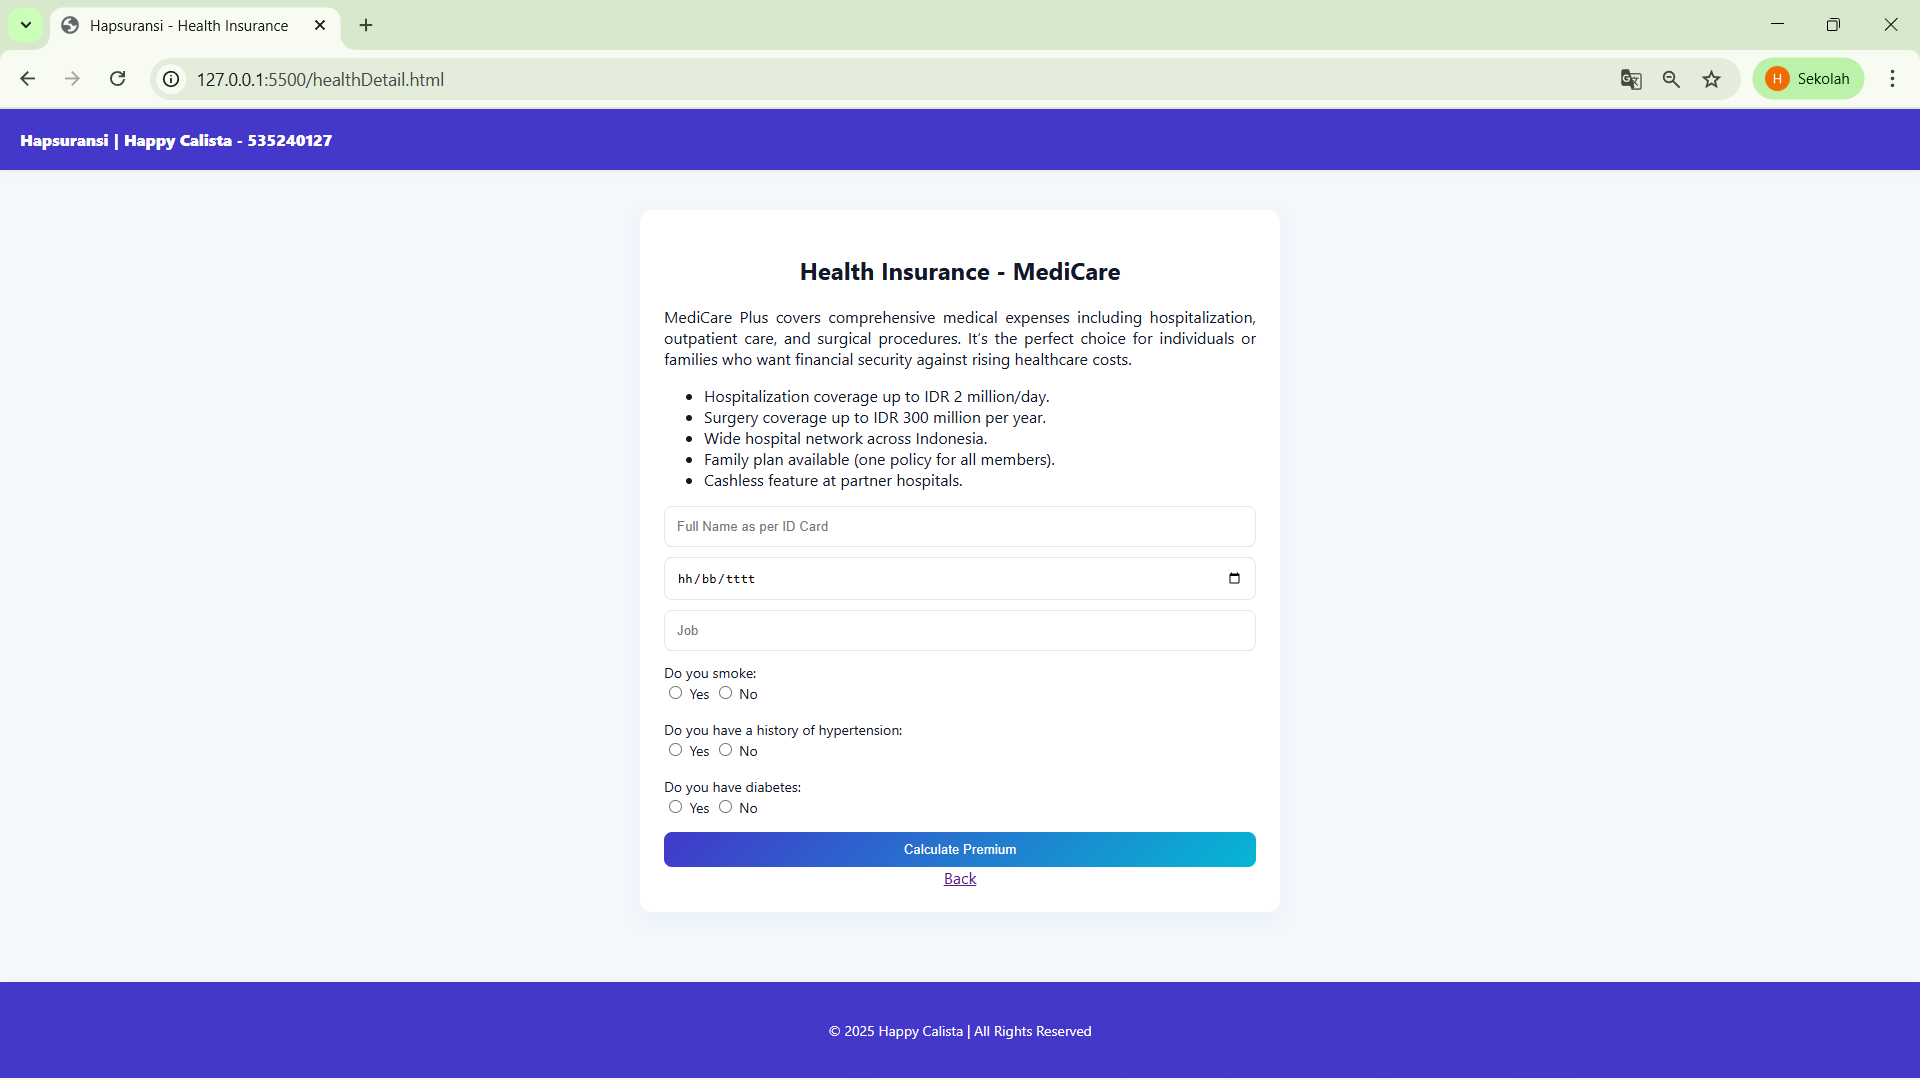 Hapsuransi - Health Insurance
127.0.0.1:5500/healthDetail.html
H Sekolah
Hapsuransi | Happy Calista - 535240127
Health Insurance - MediCare
MediCare Plus covers comprehensive medical expenses including hospitalization,
outpatient care, and surgical procedures. It's the perfect choice for individuals or
families who want financial security against rising healthcare costs.
• Hospitalization coverage up to IDR 2 million/day.
• Surgery coverage up to IDR 300 million per year.
• Wide hospital network across Indonesia.
• Family plan available (one policy for all members).
• Cashless feature at partner hospitals.
Full Name as per ID Card
hh/bb/tttt
Job
Do you smoke:
Yes No
Do you have a history of hypertension:
Yes No
Do you have diabetes:
Yes No
Calculate Premium
Back
© 2025 Happy Calista | All Rights Reserved